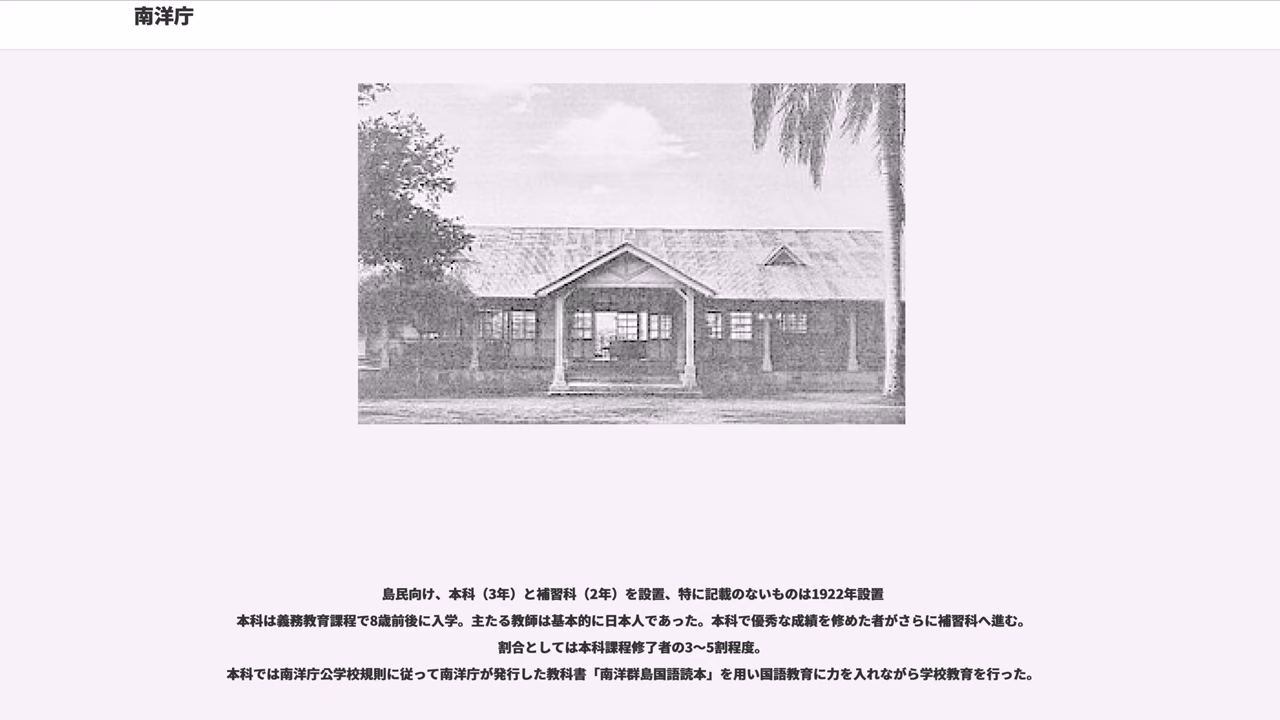 南洋庁
島民向け、本科（3年）と補習科（2年）を設置、特に記載のないものは1922年設置
本科は義務教育課程で8歳前後に入学。主たる教師は基本的に日本人であった。本科で優秀な成績を修めた者がさらに補習科へ進む。
割合としては本科課程修了者の3〜5割程度。
本科では南洋庁公学校規則に従って南洋庁が発行した教科書「南洋群島国語読本」を用い国語教育に力を入れながら学校教育を行った。